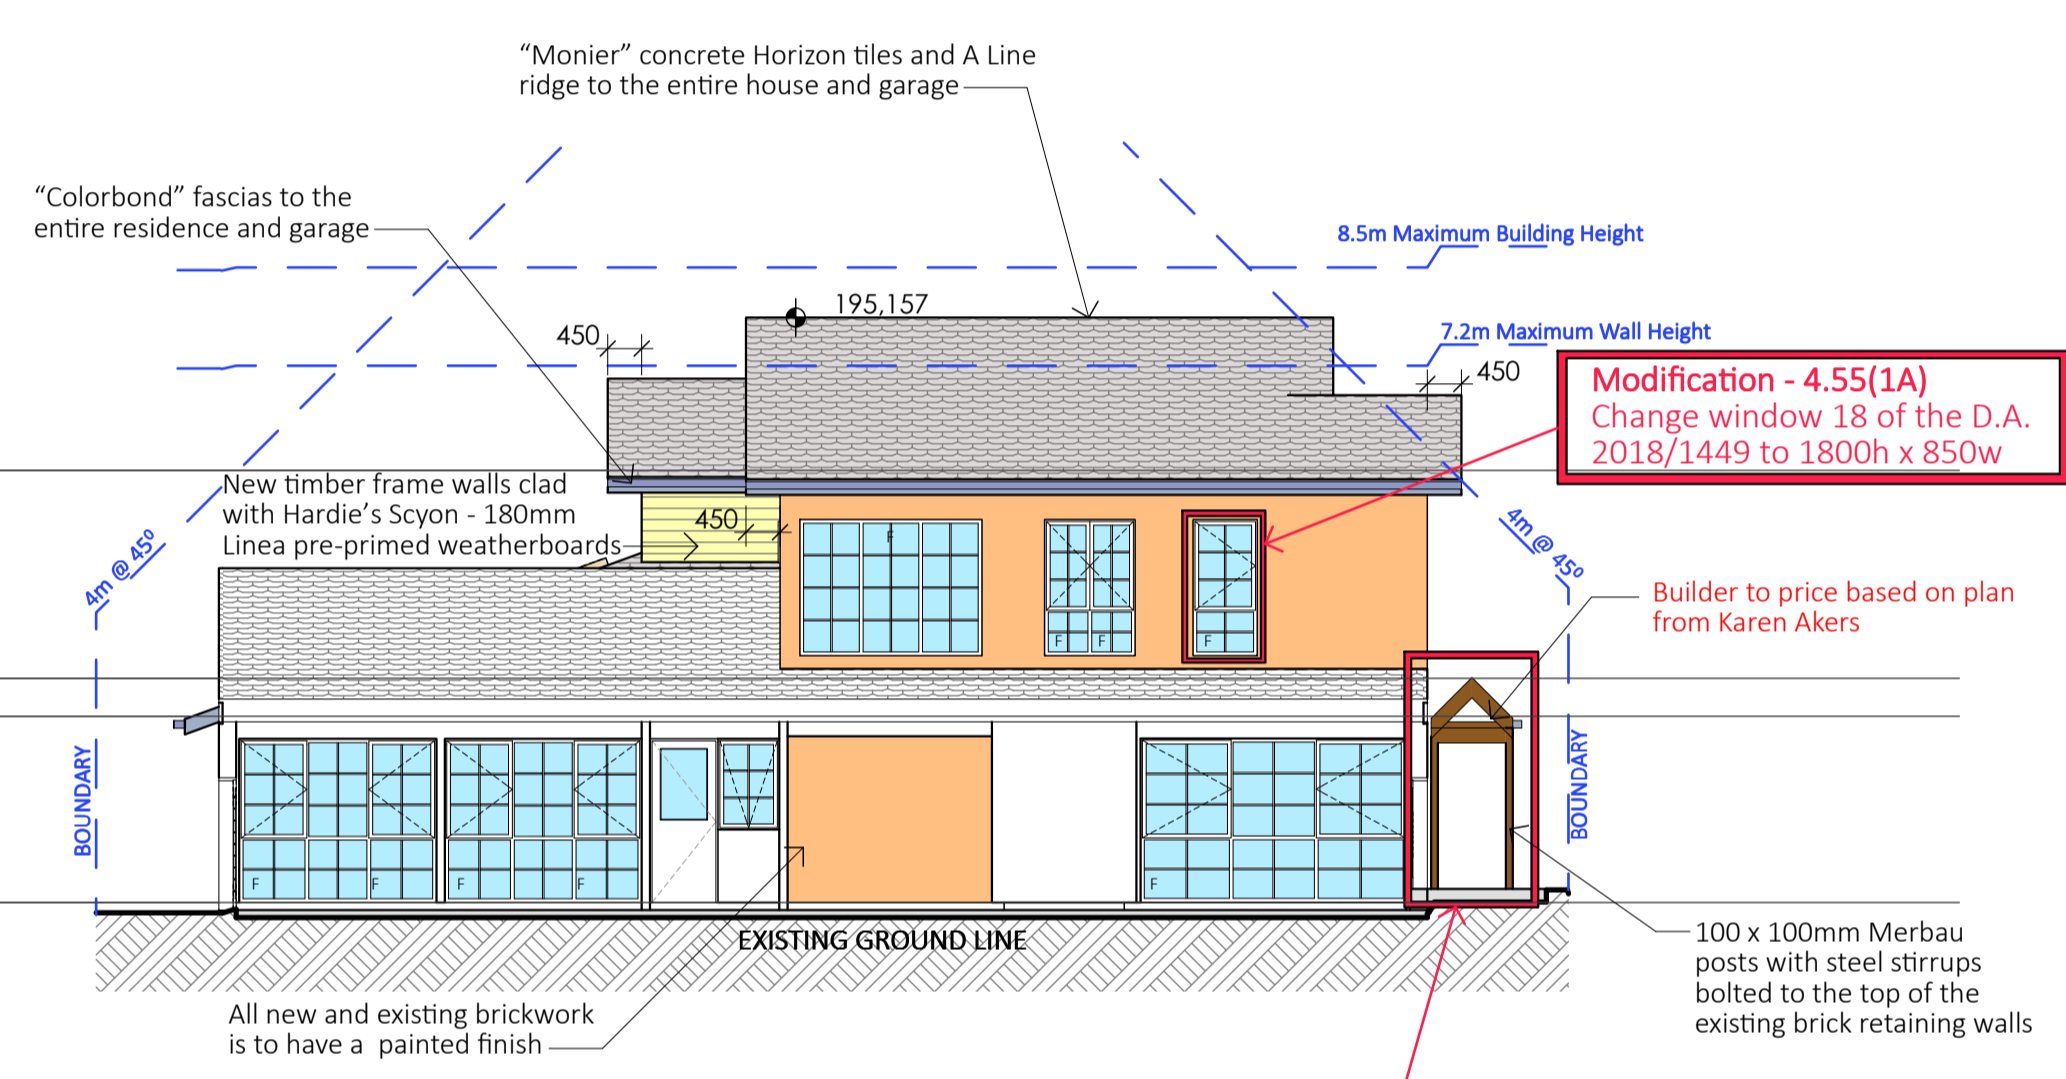 “Monier” concrete Horizon tiles and A Line
ridge to the entire house and garage
“Colorbond” fascias to the
entire residence and garage
8.5m Maximum Building Height
195,157
450
7.2m Maximum Wall Height
450
Modification - 4.55(1A)
Change window 18 of the D.A.
2018/1449 to 1800h x 850w
New timber frame walls clad
with Hardie’s Scyon - 180mm
Linea pre-primed weatherboards
450
4m @ 45⁰
4m @ 45⁰
F
F
F
F
Builder to price based on plan
from Karen Akers
BOUNDARY
BOUNDARY
F
F
F
F
F
EXISTING GROUND LINE
100 x 100mm Merbau
posts with steel stirrups
bolted to the top of the
existing brick retaining walls
All new and existing brickwork
is to have a painted finish